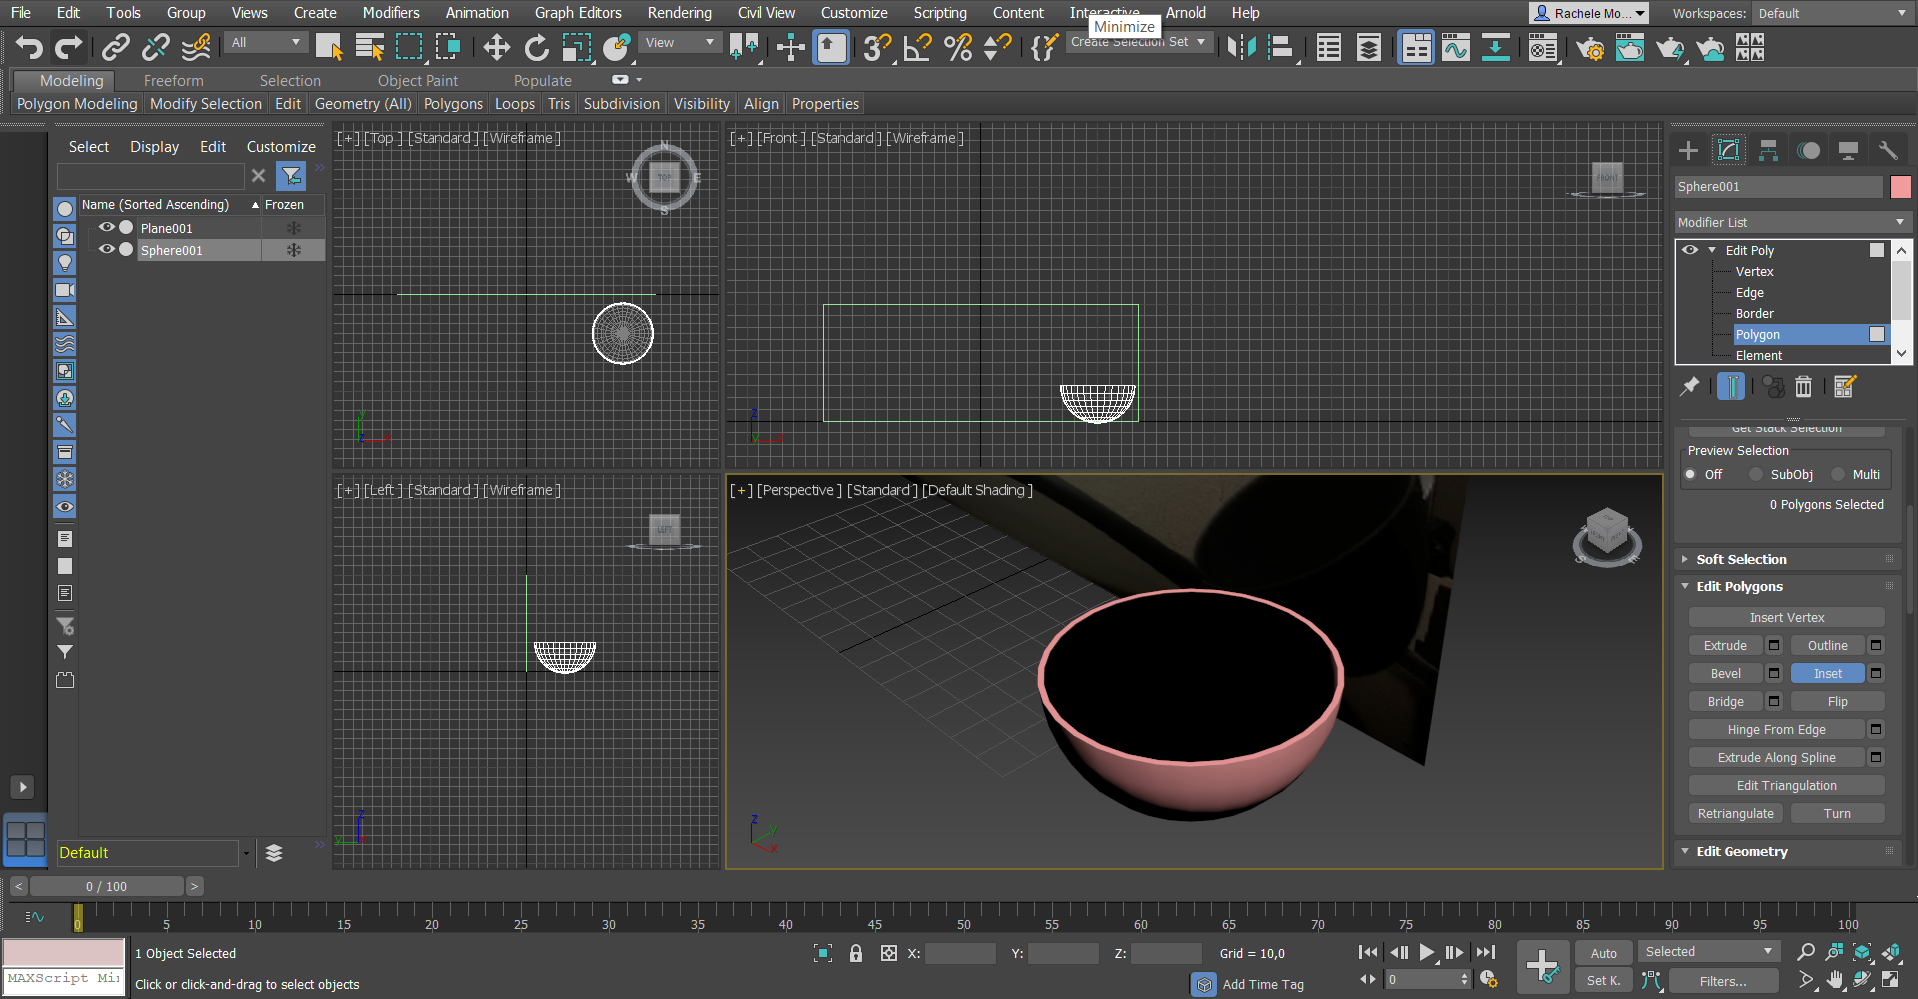 File Edit Tools Group Views Create Modifiers Animation Graph Editors Rendering Civil View Customize Scripting Content Interactive Arnold Help Rachele Mo... Workspaces: Default
Minimize
All View Create Selection Set
Modeling Freeform Selection Object Paint Populate
Polygon Modeling Modify Selection Edit Geometry (All) Polygons Loops Tris Subdivision Visibility Align Properties
Select Display Edit Customize
Name (Sorted Ascending) Frozen
Plane001
Sphere001
Default
[+] [Top ] [Standard ] [Wireframe ]
N
W TOP E
S
y
z x
[+] [Front ] [Standard ] [Wireframe ]
FRONT
z
y x
[+] [Left ] [Standard ] [Wireframe ]
LEFT
z
y
[+] [Perspective ] [Standard ] [Default Shading ]
S E
z
y
x
Sphere001
Modifier List
Edit Poly
Vertex
Edge
Border
Polygon
Element
Get Stack Selection
Preview Selection
Off SubObj Multi
0 Polygons Selected
Soft Selection
Edit Polygons
Insert Vertex
Extrude Outline
Bevel Inset
Bridge Flip
Hinge From Edge
Extrude Along Spline
Edit Triangulation
Retriangulate Turn
Edit Geometry
< 0 / 100 >
0 5 10 15 20 25 30 35 40 45 50 55 60 65 70 75 80 85 90 95 100
1 Object Selected X: Y: Z: Grid = 10,0 Auto Selected
MAXScript Mi Click or click-and-drag to select objects Add Time Tag 0 Set K. Filters...